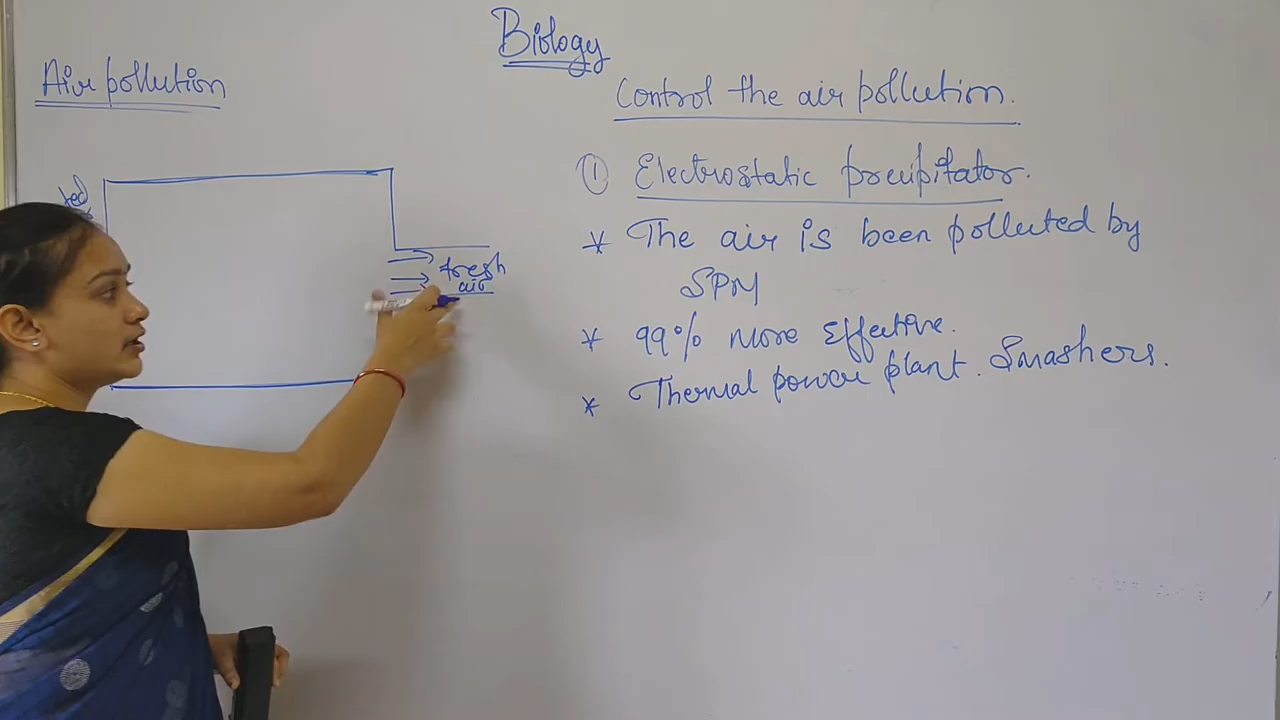 Biology
Air pollution
Control the air pollution.
① Electrostatic precipitator.
* The air is been polluted by
SPM
* 99% more effective.
* Thermal power plant. Smashers.
fresh
air